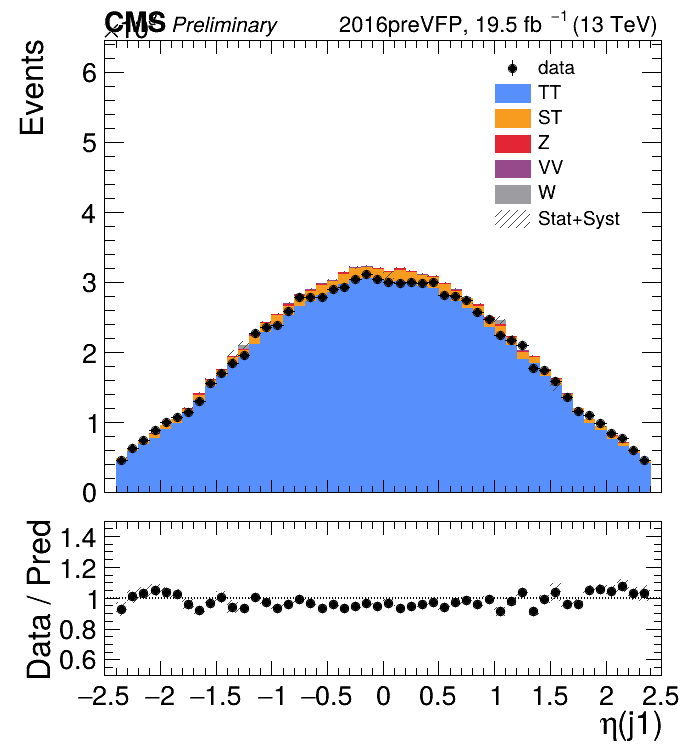 CMS Preliminary 2016preVFP, 19.5 fb⁻¹ (13 TeV)
Events
6
5
4
3
2
1
0
data
TT
ST
Z
VV
W
Stat+Syst
Data / Pred
1.4
1.2
1
0.8
0.6
−2.5 −2 −1.5 −1 −0.5 0 0.5 1 1.5 2 2.5
η(j1)